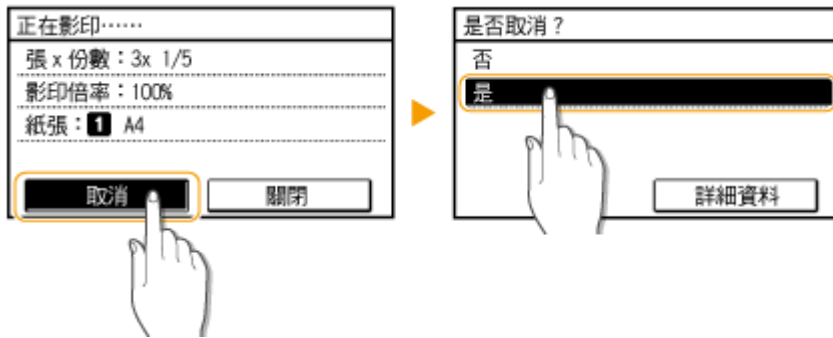 正在影印⋯⋯
張 x 份數：3x 1/5
影印倍率：100%
紙張：1 A4
取消
關閉
是否取消？
否
是
詳細資料